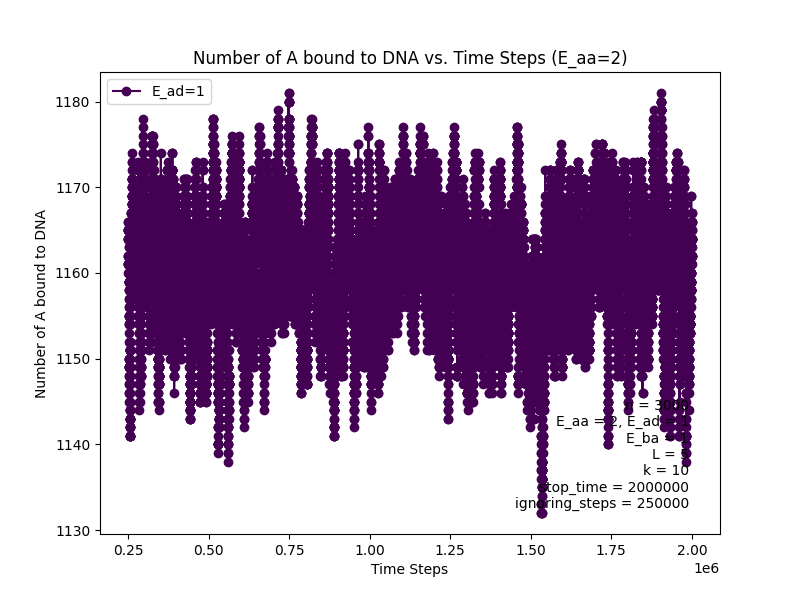 Number of A bound to DNA vs. Time Steps (E_aa=2)
E_ad=1
1180
1170
1160
1150
1140
1130
Number of A bound to DNA
= 3000
E_aa = 2, E_ad =
E_ba =
L =
k = 10
stop_time = 2000000
ignoring_steps = 250000
0.25
0.50
0.75
1.00
1.25
1.50
1.75
2.00
1e6
Time Steps